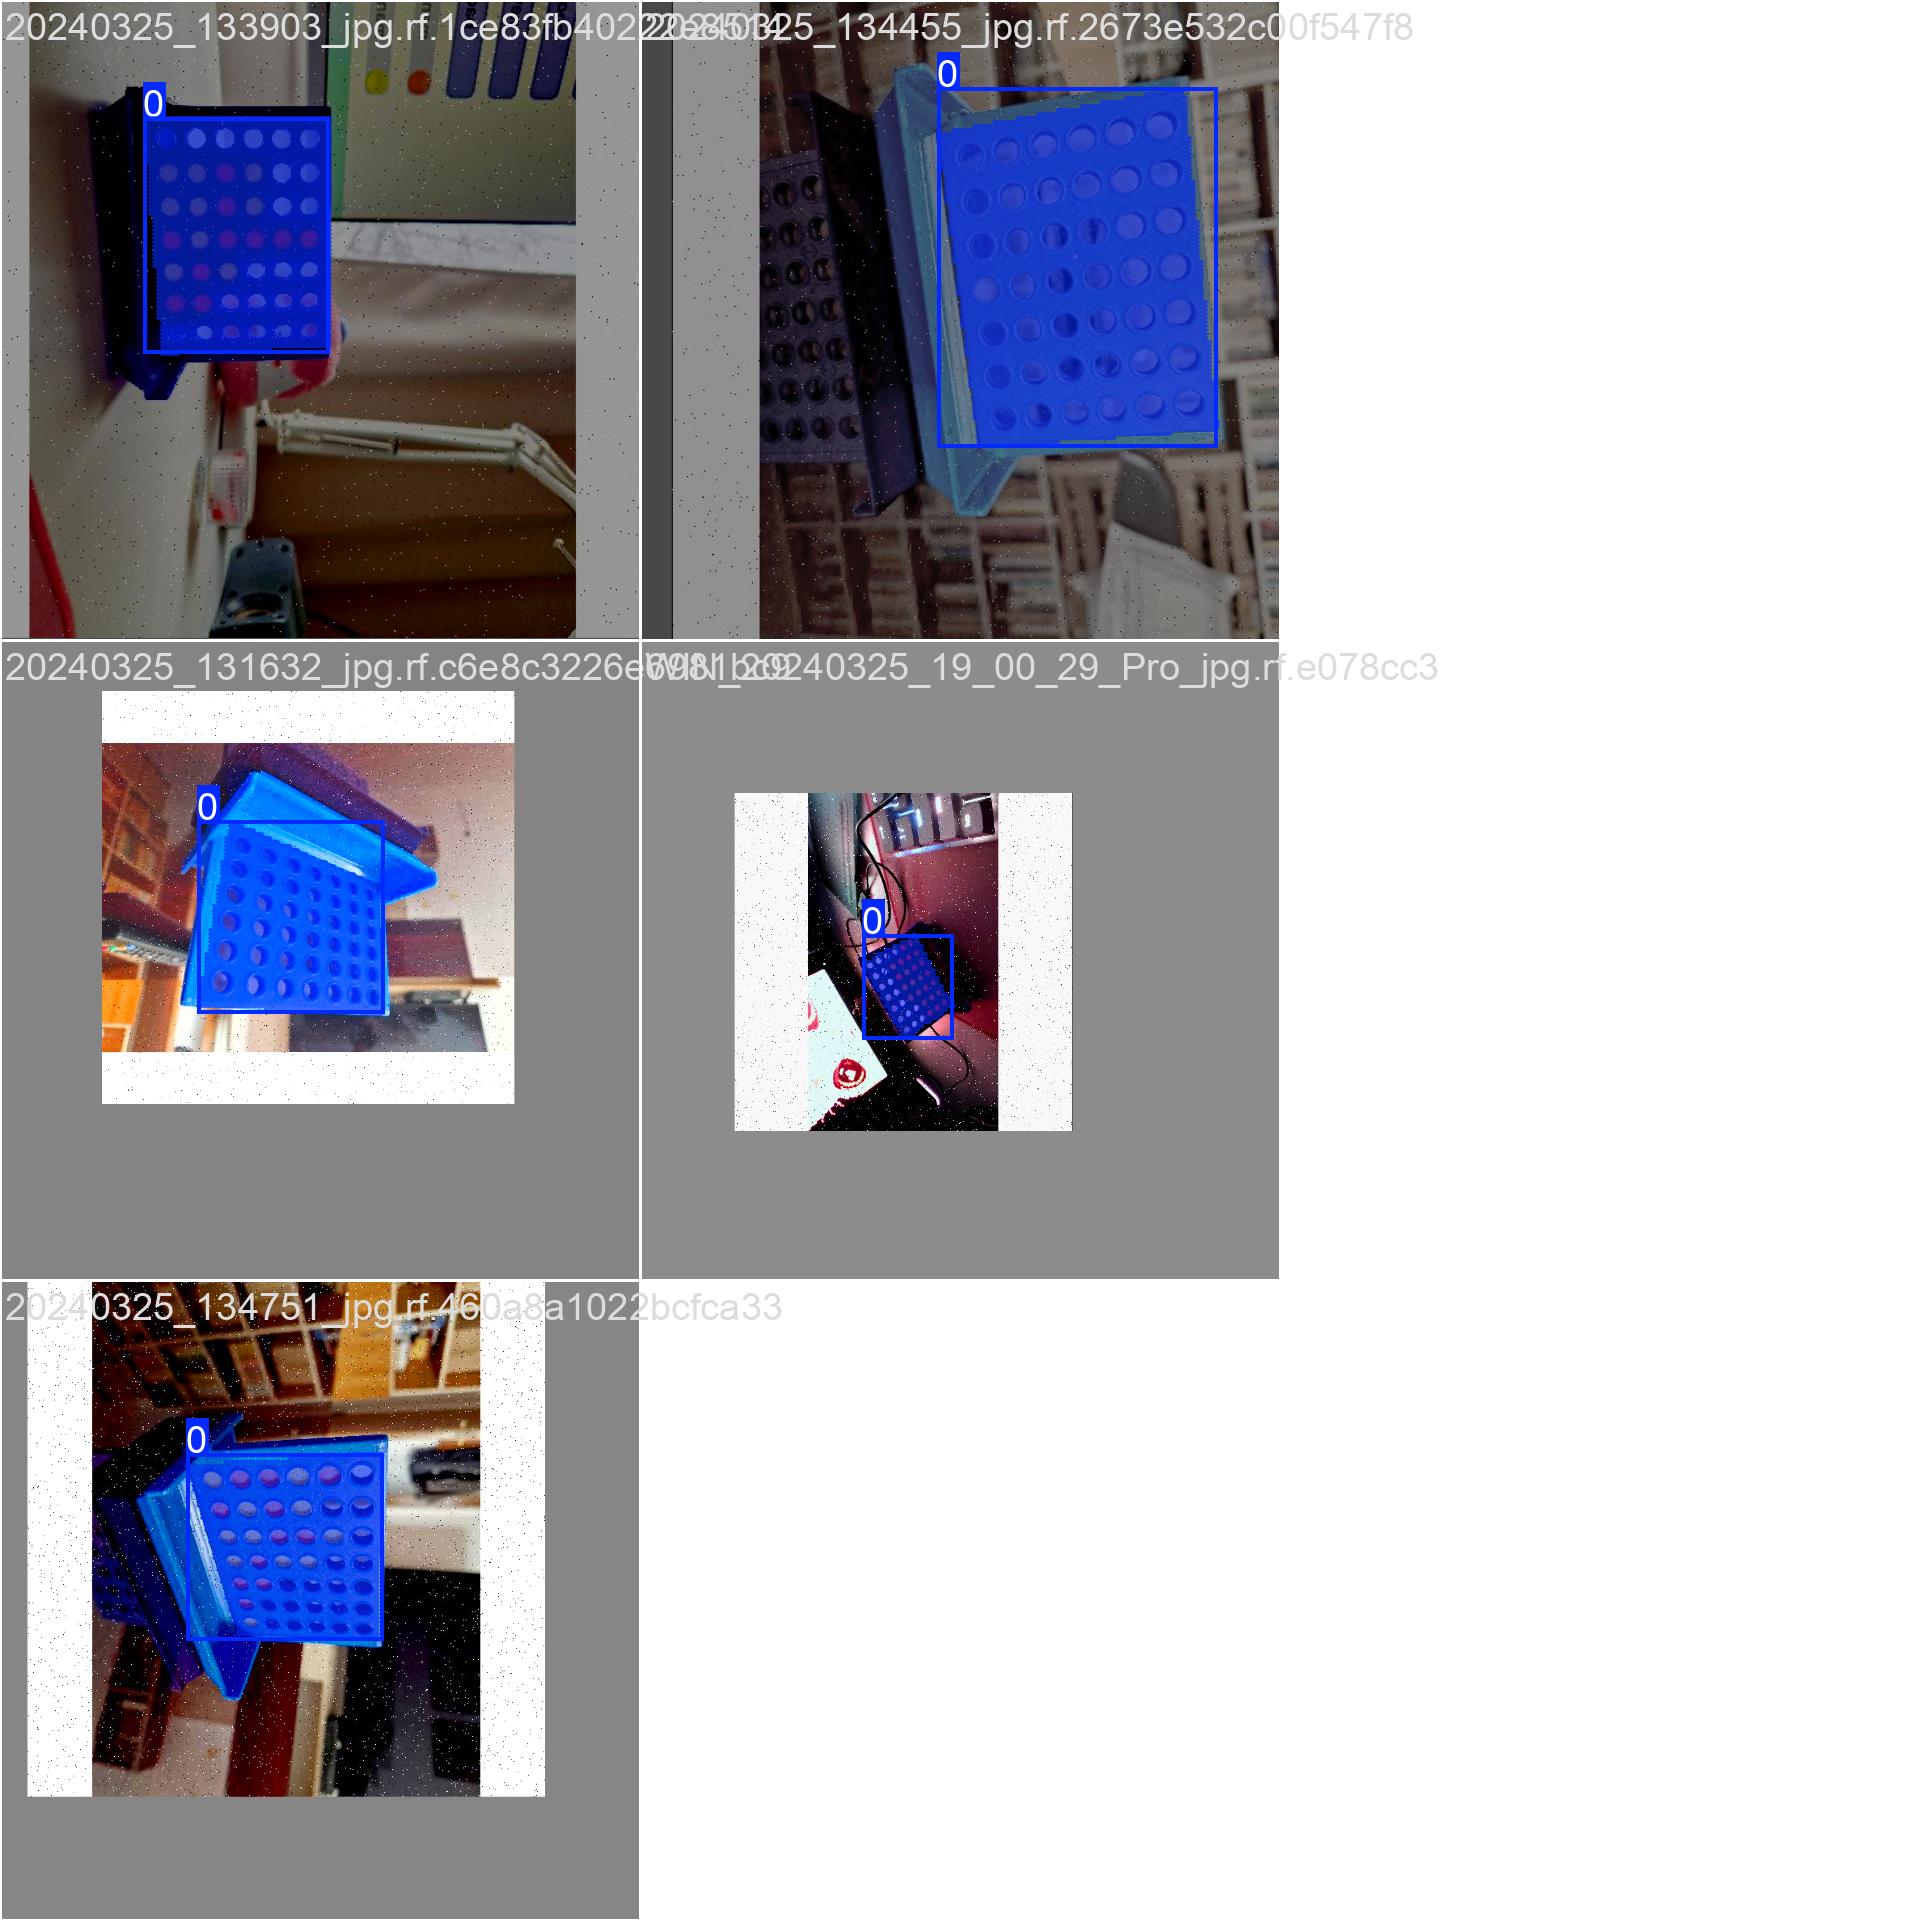 20240325_133903_jpg.rf.1ce83fb402
20240325_134455_jpg.rf.2673e532c00f547f8
0
0
20240325_131632_jpg.rf.c6e8c3226e
WIN_20240325_19_00_29_Pro_jpg.rf.e078cc3
0
0
20240325_134751_jpg.rf.460a8a1022bcfca33
0